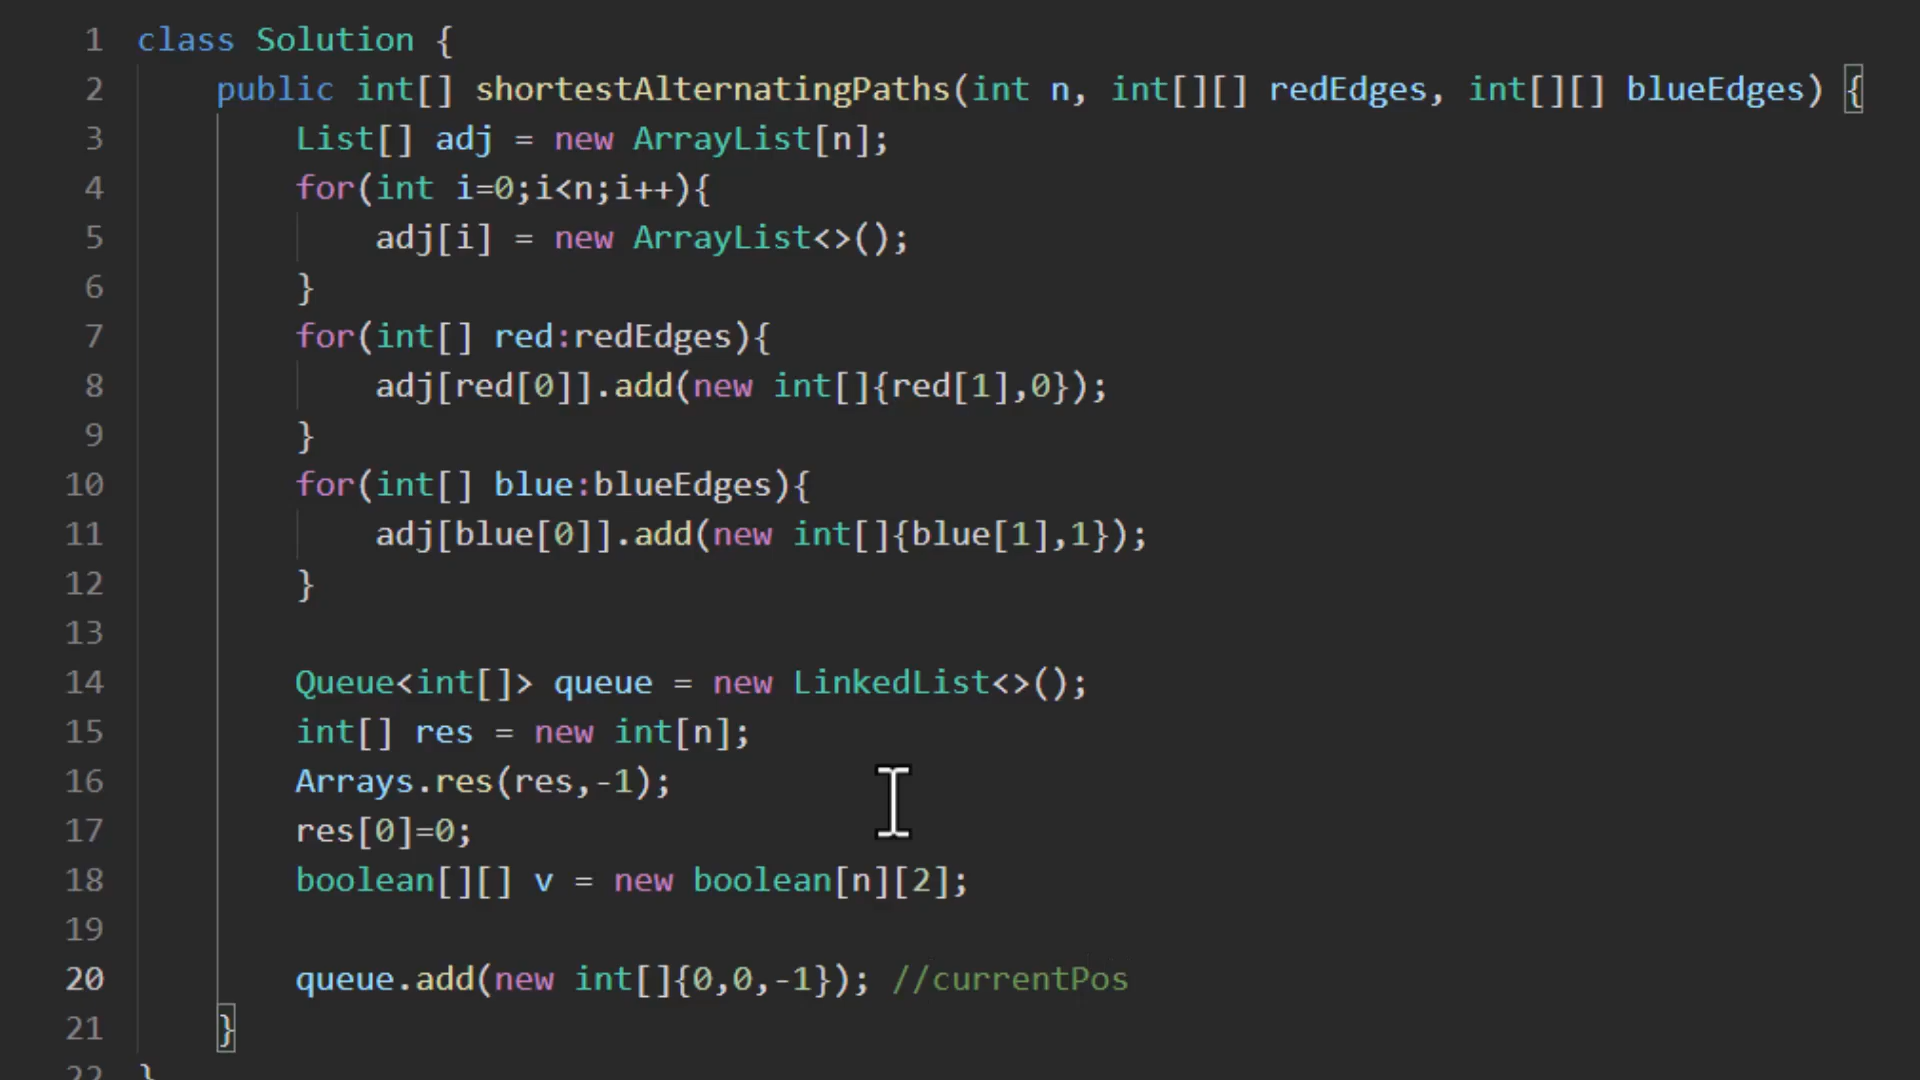 1 class Solution {
2 public int[] shortestAlternatingPaths(int n, int[][] redEdges, int[][] blueEdges) {
3 List[] adj = new ArrayList[n];
4 for(int i=0;i<n;i++){
5 adj[i] = new ArrayList<>();
6 }
7 for(int[] red:redEdges){
8 adj[red[0]].add(new int[]{red[1],0});
9 }
10 for(int[] blue:blueEdges){
11 adj[blue[0]].add(new int[]{blue[1],1});
12 }
13
14 Queue<int[]> queue = new LinkedList<>();
15 int[] res = new int[n];
16 Arrays.res(res,-1);
17 res[0]=0;
18 boolean[][] v = new boolean[n][2];
19
20 queue.add(new int[]{0,0,-1}); //currentPos
21 }
22 }